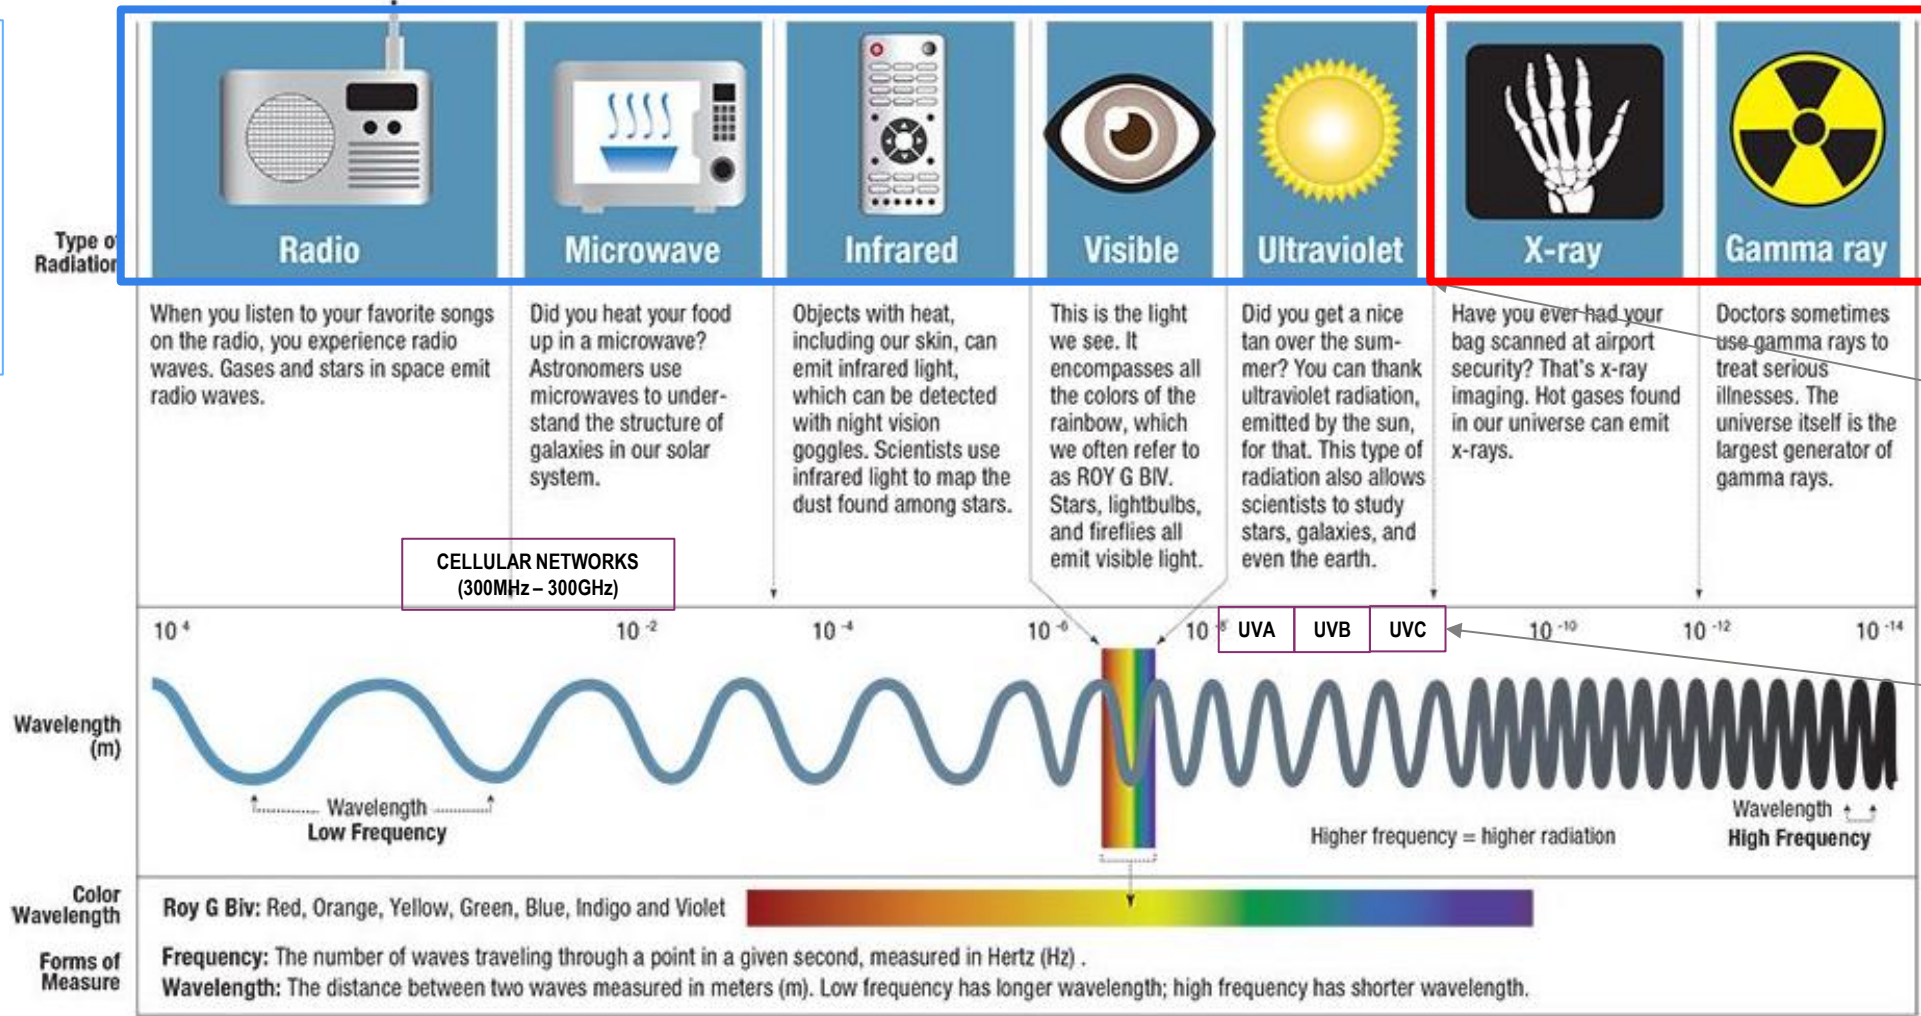 Type of
Radiation
Radio
Microwave
Infrared
Visible
Ultraviolet
X-ray
Gamma ray
When you listen to your favorite songs
on the radio, you experience radio
waves. Gases and stars in space emit
radio waves.
Did you heat your food
up in a microwave?
Astronomers use
microwaves to under-
stand the structure of
galaxies in our solar
system.
Objects with heat,
including our skin, can
emit infrared light,
which can be detected
with night vision
goggles. Scientists use
infrared light to map the
dust found among stars.
This is the light
we see. It
encompasses all
the colors of the
rainbow, which
we often refer to
as ROY G BIV.
Stars, lightbulbs,
and fireflies all
emit visible light.
Did you get a nice
tan over the sum-
mer? You can thank
ultraviolet radiation,
emitted by the sun,
for that. This type of
radiation also allows
scientists to study
stars, galaxies, and
even the earth.
Have you ever had your
bag scanned at airport
security? That's x-ray
imaging. Hot gases found
in our universe can emit
x-rays.
Doctors sometimes
use gamma rays to
treat serious
illnesses. The
universe itself is the
largest generator of
gamma rays.
CELLULAR NETWORKS
(300MHz – 300GHz)
10 4
10 -2
10 -4
10 -6
10 -8
UVA
UVB
UVC
10 -10
10 -12
10 -14
Wavelength
(m)
Wavelength
Low Frequency
Higher frequency = higher radiation
Wavelength
High Frequency
Color
Wavelength
Roy G Biv: Red, Orange, Yellow, Green, Blue, Indigo and Violet
Forms of
Measure
Frequency: The number of waves traveling through a point in a given second, measured in Hertz (Hz) .
Wavelength: The distance between two waves measured in meters (m). Low frequency has longer wavelength; high frequency has shorter wavelength.